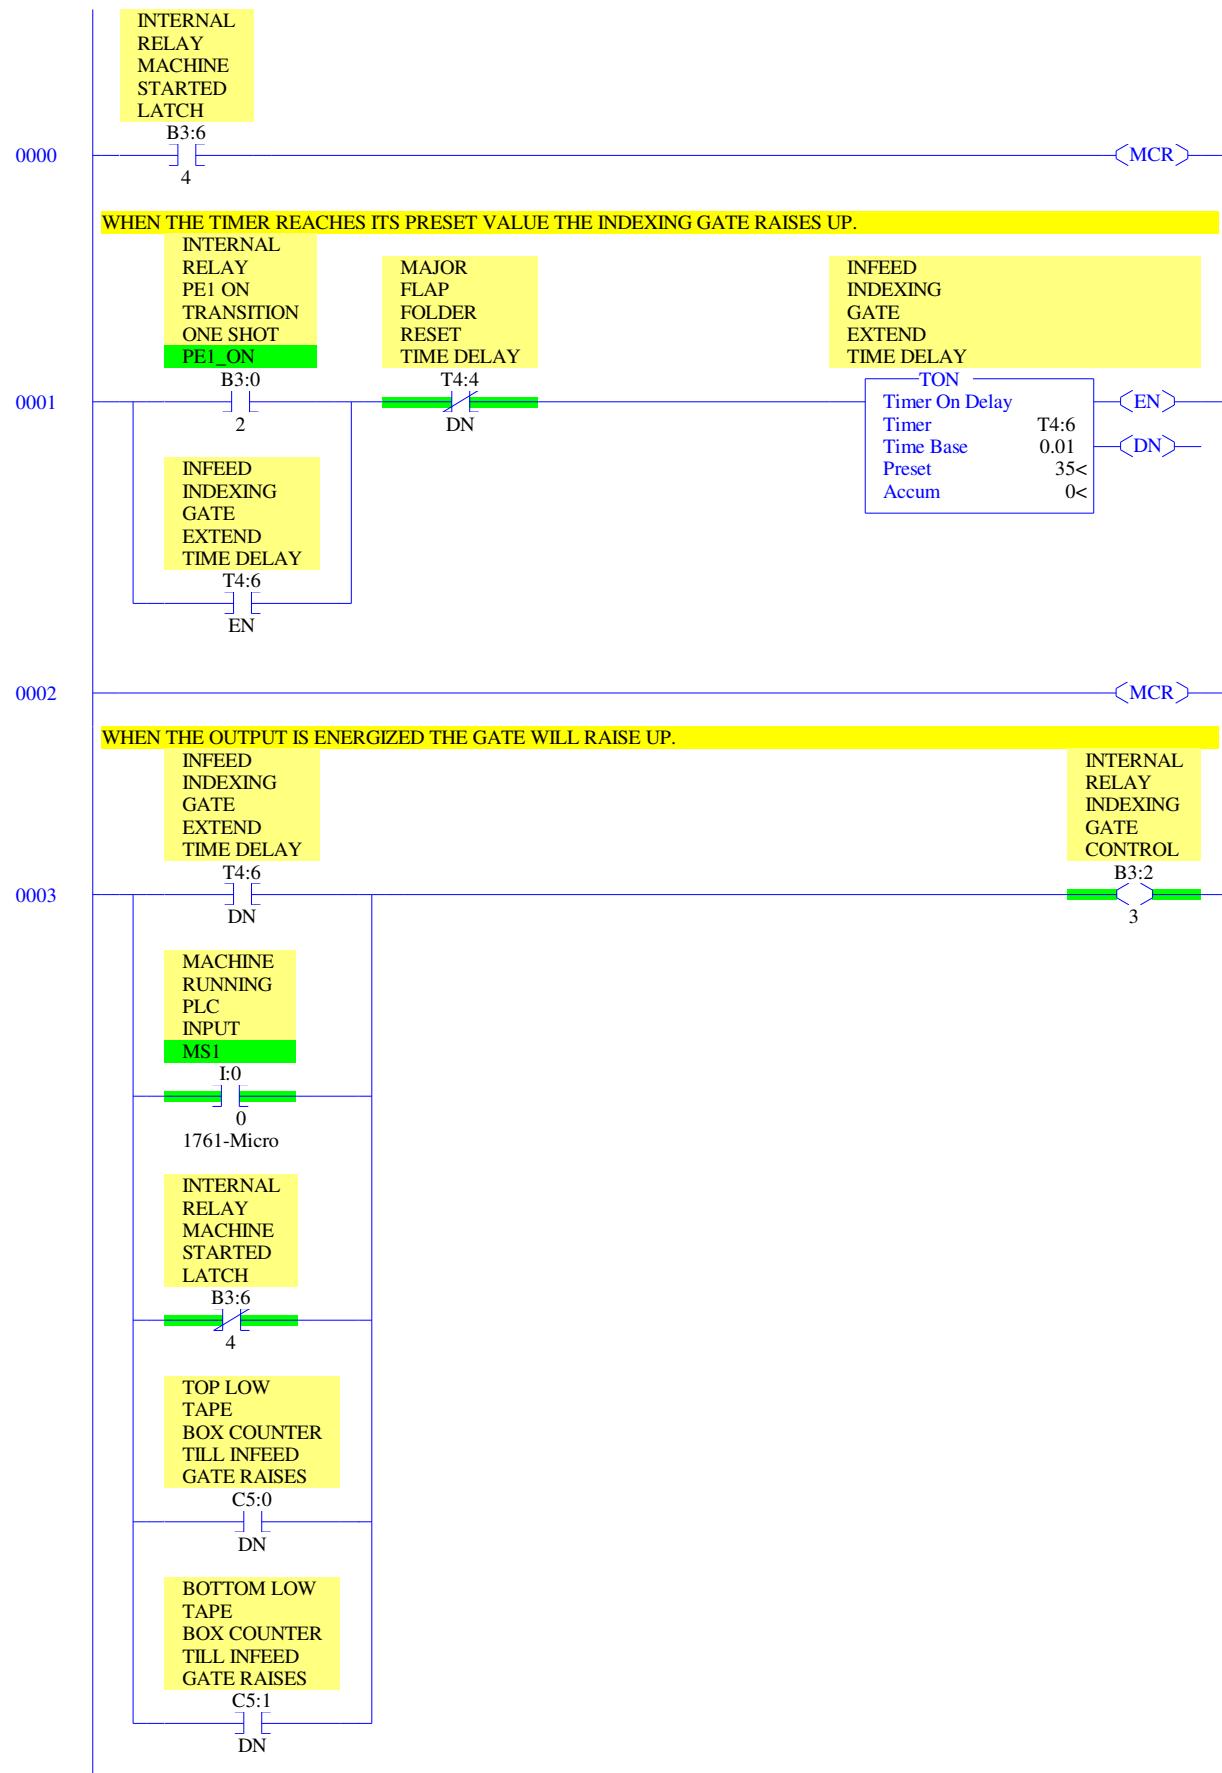 INTERNAL
RELAY
MACHINE
STARTED
LATCH
B3:6
0000
MCR
4
WHEN THE TIMER REACHES ITS PRESET VALUE THE INDEXING GATE RAISES UP.
INTERNAL
RELAY
PE1 ON
TRANSITION
ONE SHOT
PE1_ON
B3:0
2
MAJOR
FLAP
FOLDER
RESET
TIME DELAY
T4:4
DN
INFEED
INDEXING
GATE
EXTEND
TIME DELAY
TON
0001
Timer On Delay
EN
Timer T4:6
Time Base 0.01
DN
Preset 35<
Accum 0<
INFEED
INDEXING
GATE
EXTEND
TIME DELAY
T4:6
EN
0002
MCR
WHEN THE OUTPUT IS ENERGIZED THE GATE WILL RAISE UP.
INFEED
INDEXING
GATE
EXTEND
TIME DELAY
T4:6
DN
INTERNAL
RELAY
INDEXING
GATE
CONTROL
B3:2
3
0003
MACHINE
RUNNING
PLC
INPUT
MS1
I:0
0
1761-Micro
INTERNAL
RELAY
MACHINE
STARTED
LATCH
B3:6
4
TOP LOW
TAPE
BOX COUNTER
TILL INFEED
GATE RAISES
C5:0
DN
BOTTOM LOW
TAPE
BOX COUNTER
TILL INFEED
GATE RAISES
C5:1
DN